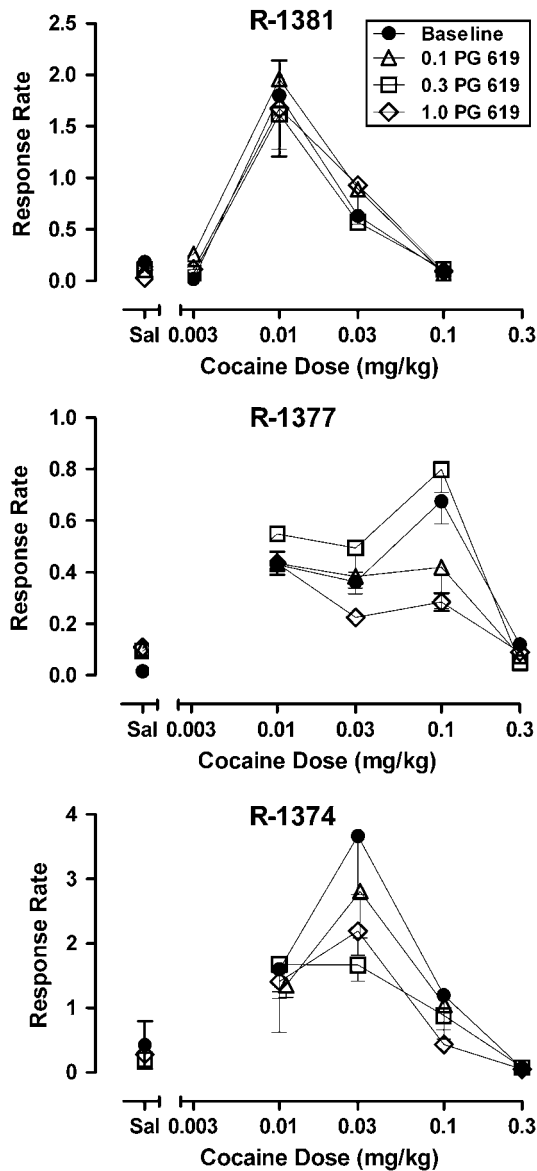 R-1381
Baseline
0.1 PG 619
0.3 PG 619
1.0 PG 619
Response Rate
2.5
2.0
1.5
1.0
0.5
0.0
Sal 0.003 0.01 0.03 0.1 0.3
Cocaine Dose (mg/kg)
R-1377
Response Rate
1.0
0.8
0.6
0.4
0.2
0.0
Sal 0.003 0.01 0.03 0.1 0.3
Cocaine Dose (mg/kg)
R-1374
Response Rate
4
3
2
1
0
Sal 0.003 0.01 0.03 0.1 0.3
Cocaine Dose (mg/kg)